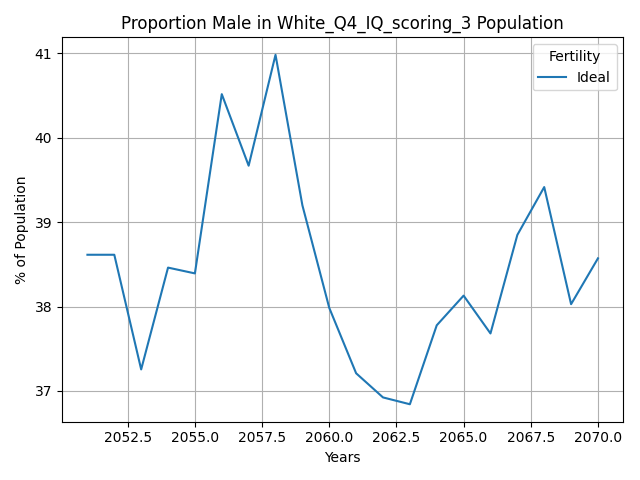 Proportion Male in White_Q4_IQ_scoring_3 Population
Fertility
Ideal
% of Population
41
40
39
38
37
2052.5 2055.0 2057.5 2060.0 2062.5 2065.0 2067.5 2070.0
Years